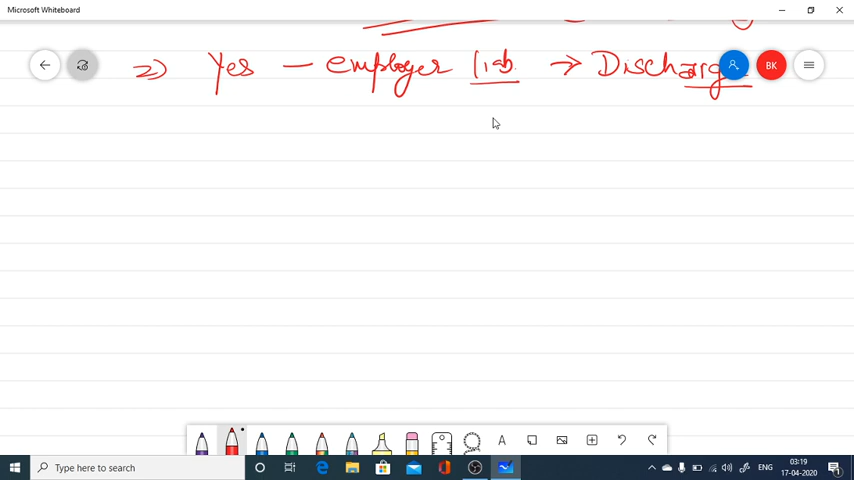 Microsoft Whiteboard
⇒ Yes — employer liab. → Discharge
BK
A
Type here to search
ENG
03:19
17-04-2020